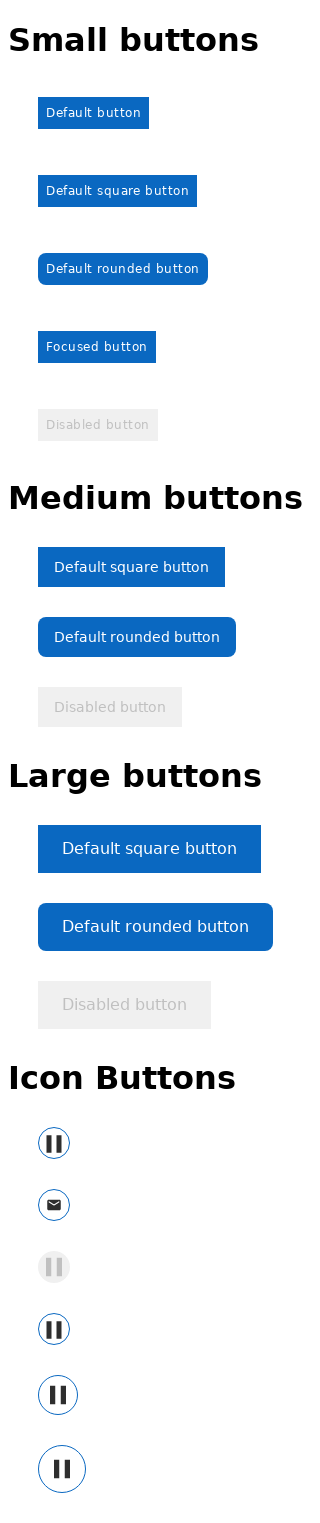 Small buttons
Default button
Default square button
Default rounded button
Focused button
Disabled button
Medium buttons
Default square button
Default rounded button
Disabled button
Large buttons
Default square button
Default rounded button
Disabled button
Icon Buttons